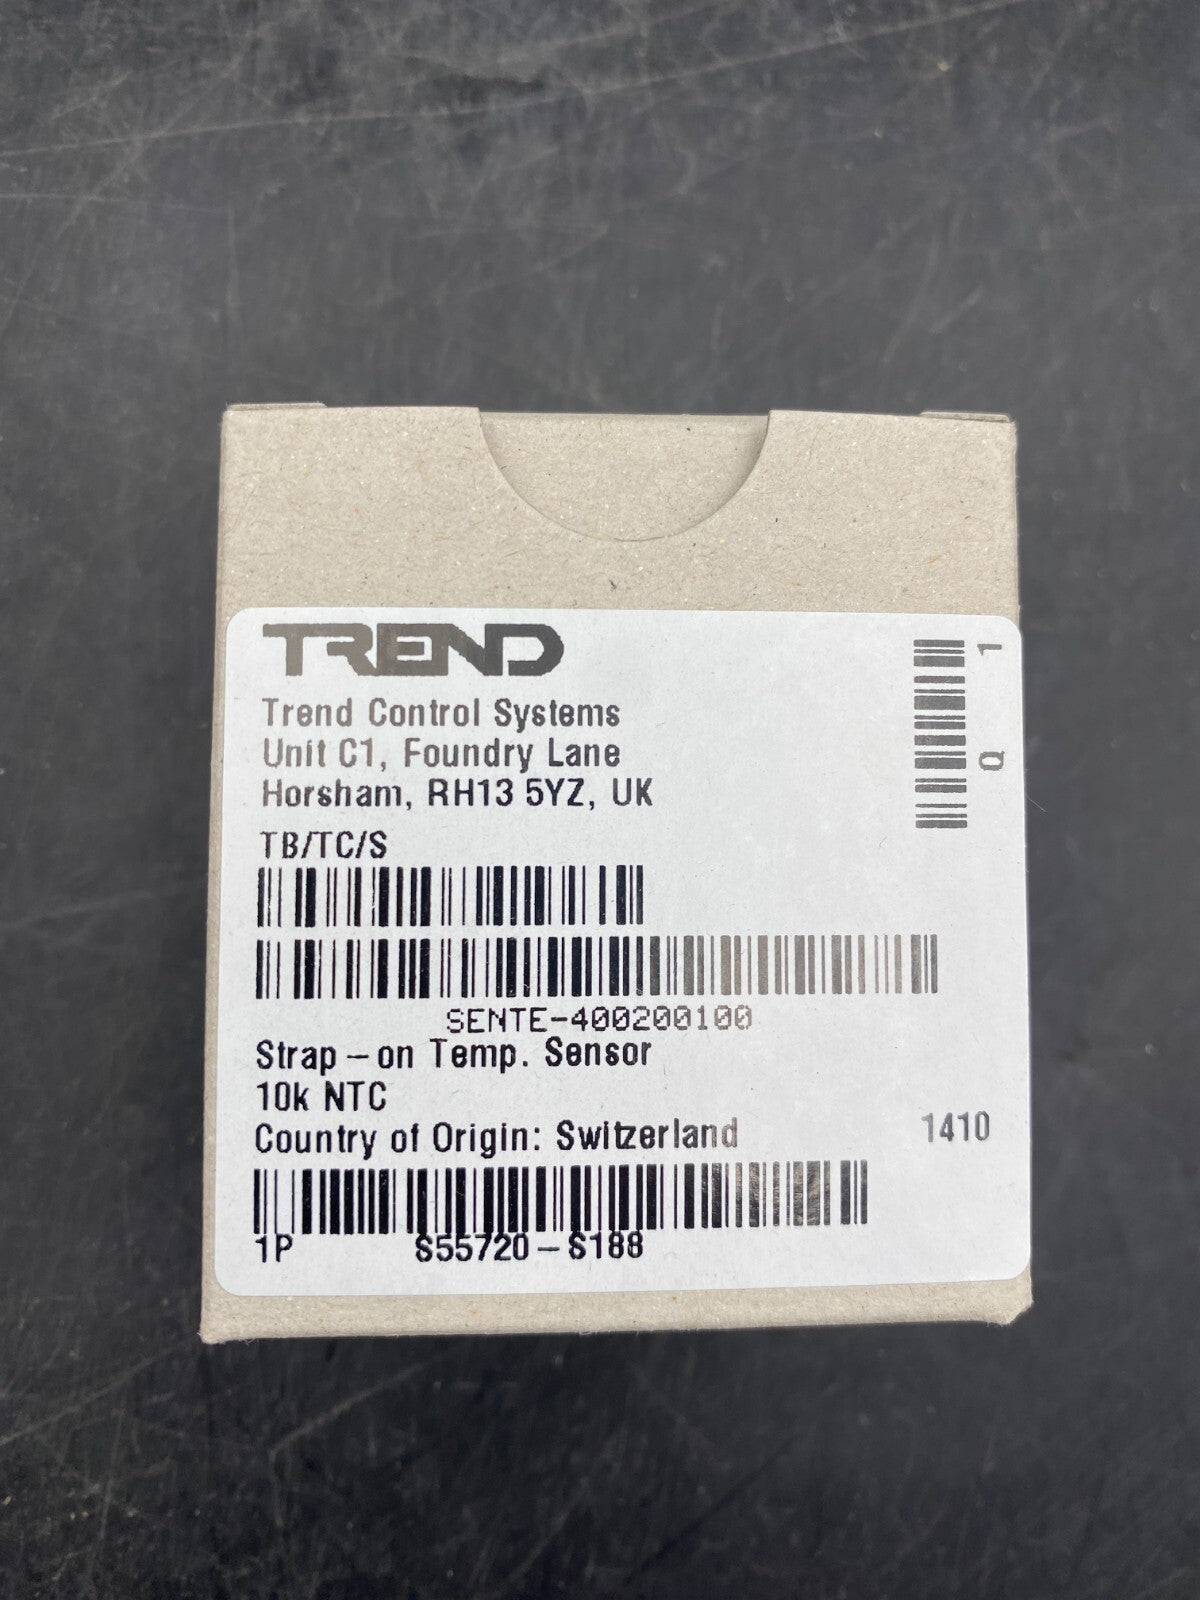 TREND
Trend Control Systems
Unit C1, Foundry Lane
Horsham, RH13 5YZ, UK
Q 1
TB/TC/S
SENTE-400200100
Strap – on Temp. Sensor
10k NTC
Country of Origin: Switzerland 1410
1P S55720-S188